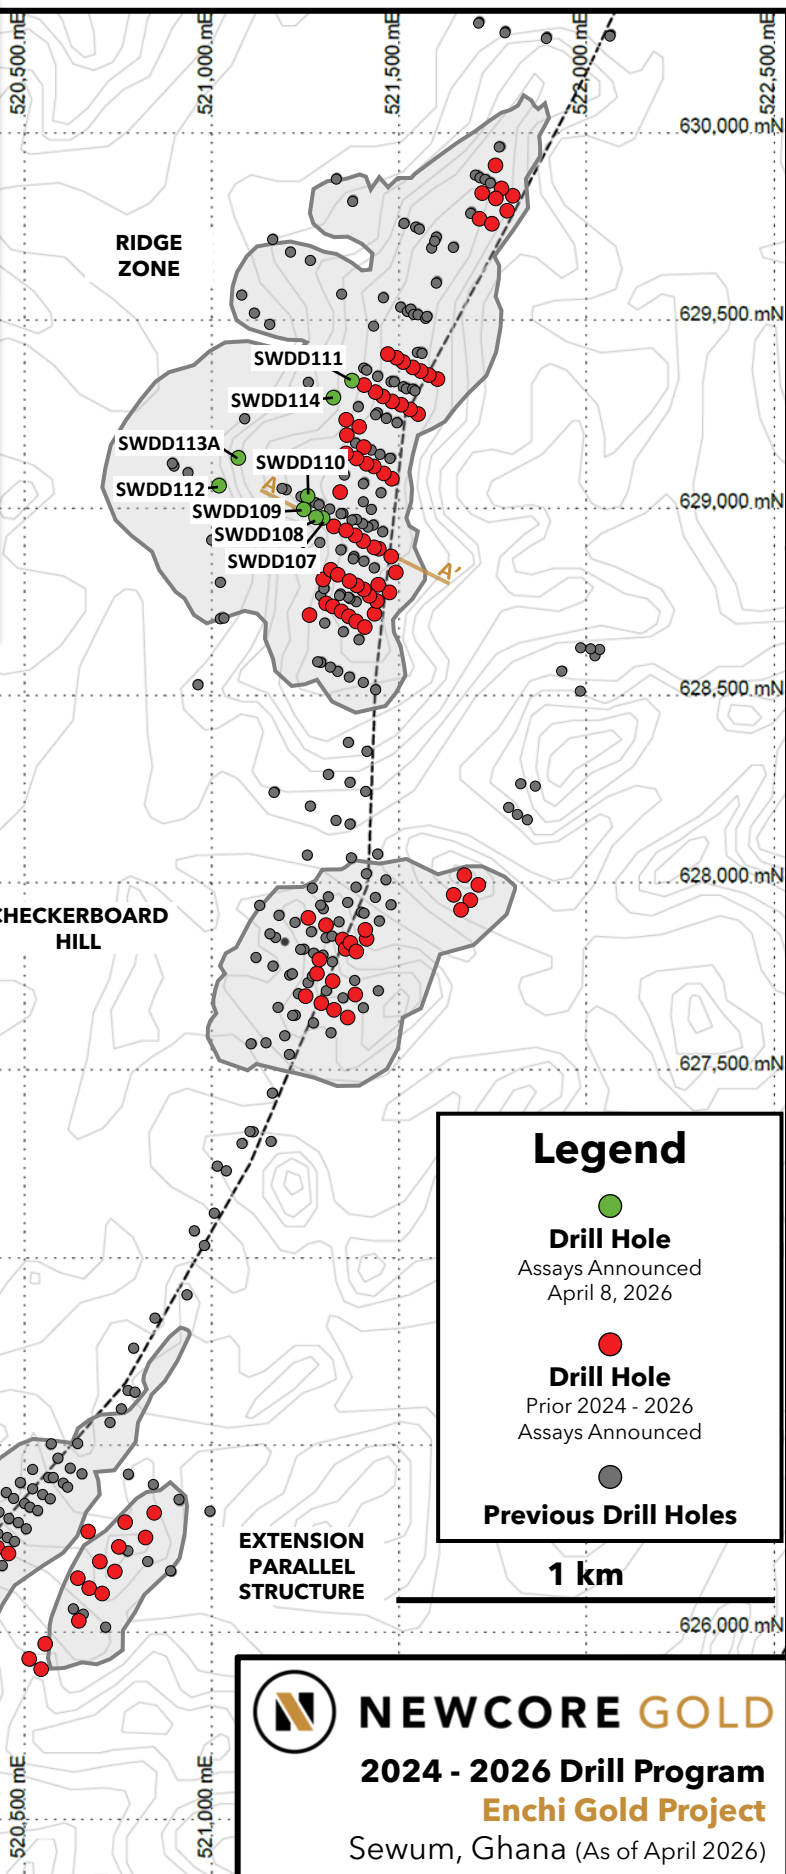 520,500 mE
521,000 mE
521,500 mE
522,000 mE
522,500 mE
630,000 mN
RIDGE
ZONE
629,500 mN
SWDD111
SWDD114
SWDD113A
SWDD110
SWDD112
A
SWDD109
629,000 mN
SWDD108
SWDD107
A'
628,500 mN
628,000 mN
CHECKERBOARD
HILL
627,500 mN
Legend
Drill Hole
Assays Announced
April 8, 2026
Drill Hole
Prior 2024 - 2026
Assays Announced
Previous Drill Holes
EXTENSION
PARALLEL
STRUCTURE
1 km
626,000 mN
N NEWCORE GOLD
2024 - 2026 Drill Program
Enchi Gold Project
Sewum, Ghana (As of April 2026)
520,500 mE
521,000 mE